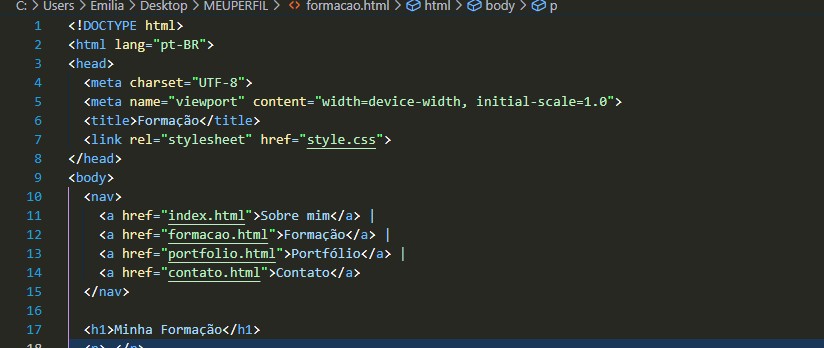 C: > Users > Emilia > Desktop > MEUPERFIL > <> formacao.html > html > body > p
1 <!DOCTYPE html>
2 <html lang="pt-BR">
3 <head>
4 <meta charset="UTF-8">
5 <meta name="viewport" content="width=device-width, initial-scale=1.0">
6 <title>Formação</title>
7 <link rel="stylesheet" href="style.css">
8 </head>
9 <body>
10 <nav>
11 <a href="index.html">Sobre mim</a> |
12 <a href="formacao.html">Formação</a> |
13 <a href="portfolio.html">Portfólio</a> |
14 <a href="contato.html">Contato</a>
15 </nav>
16
17 <h1>Minha Formação</h1>
18 <p> </p>